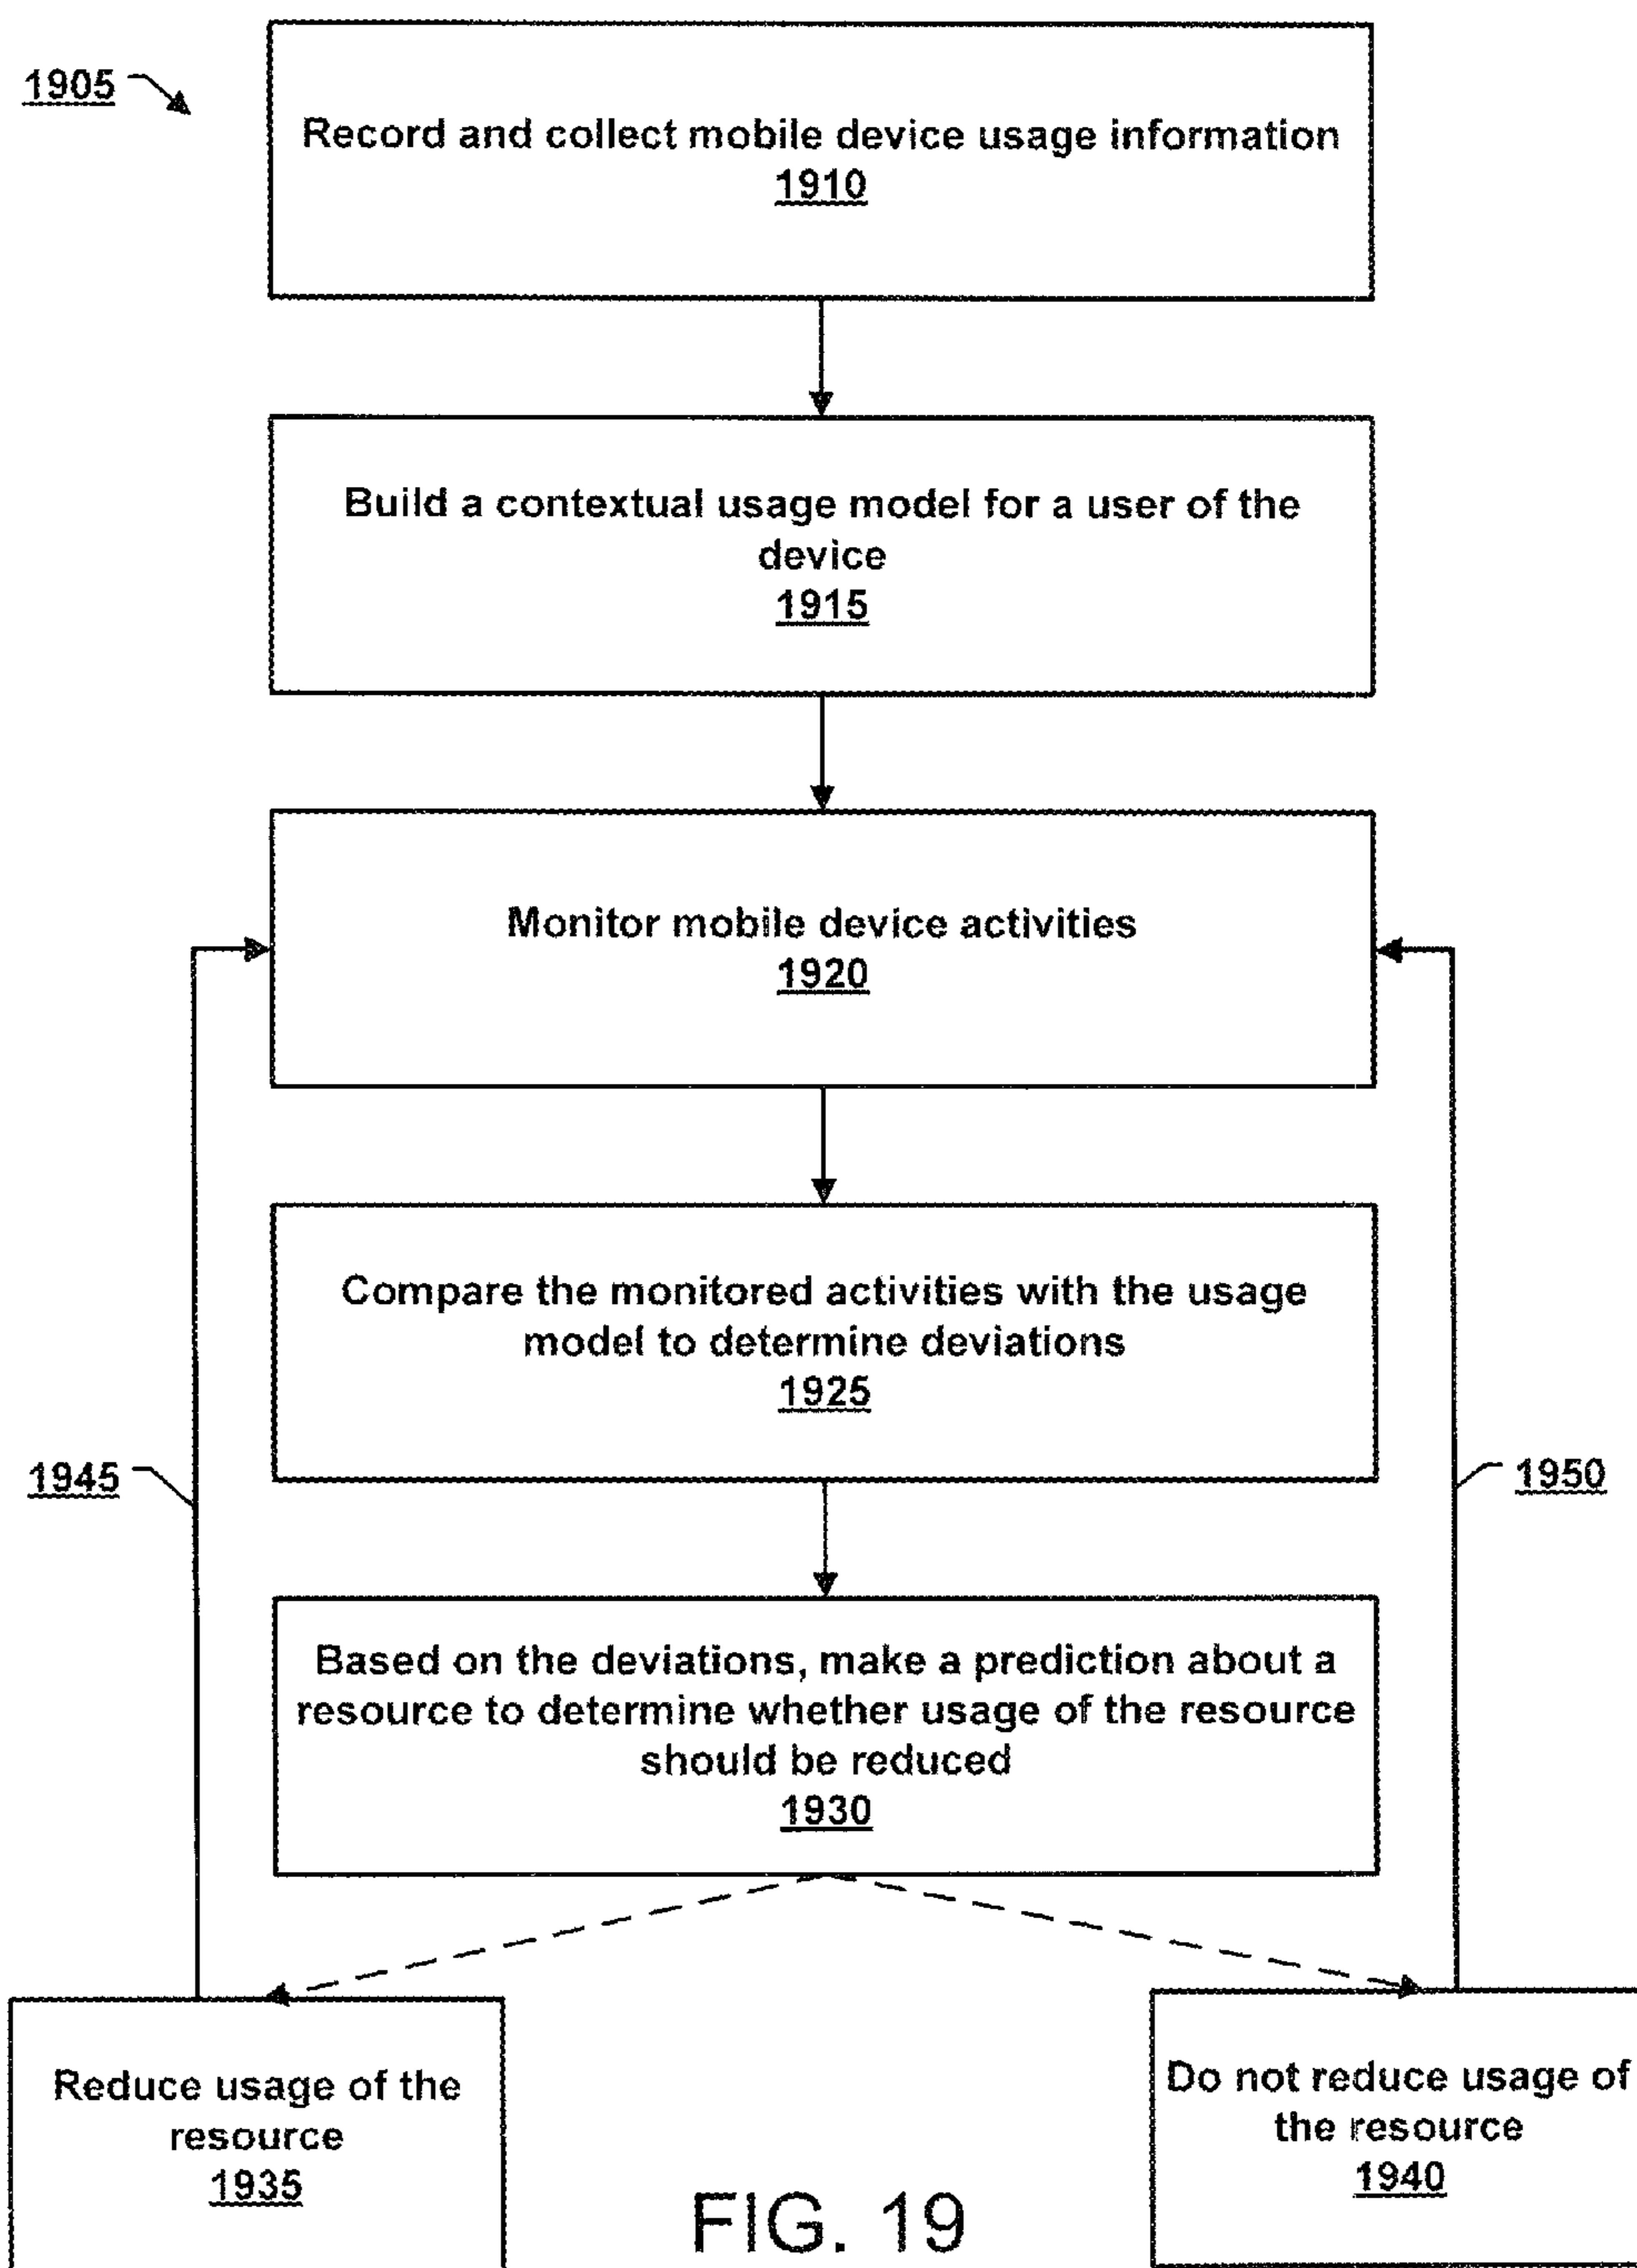 1905
Record and collect mobile device usage information
1910
Build a contextual usage model for a user of the
device
1915
Monitor mobile device activities
1920
Compare the monitored activities with the usage
model to determine deviations
1925
1945
1950
Based on the deviations, make a prediction about a
resource to determine whether usage of the resource
should be reduced
1930
Reduce usage of the
resource
1935
Do not reduce usage of
the resource
1940
FIG. 19